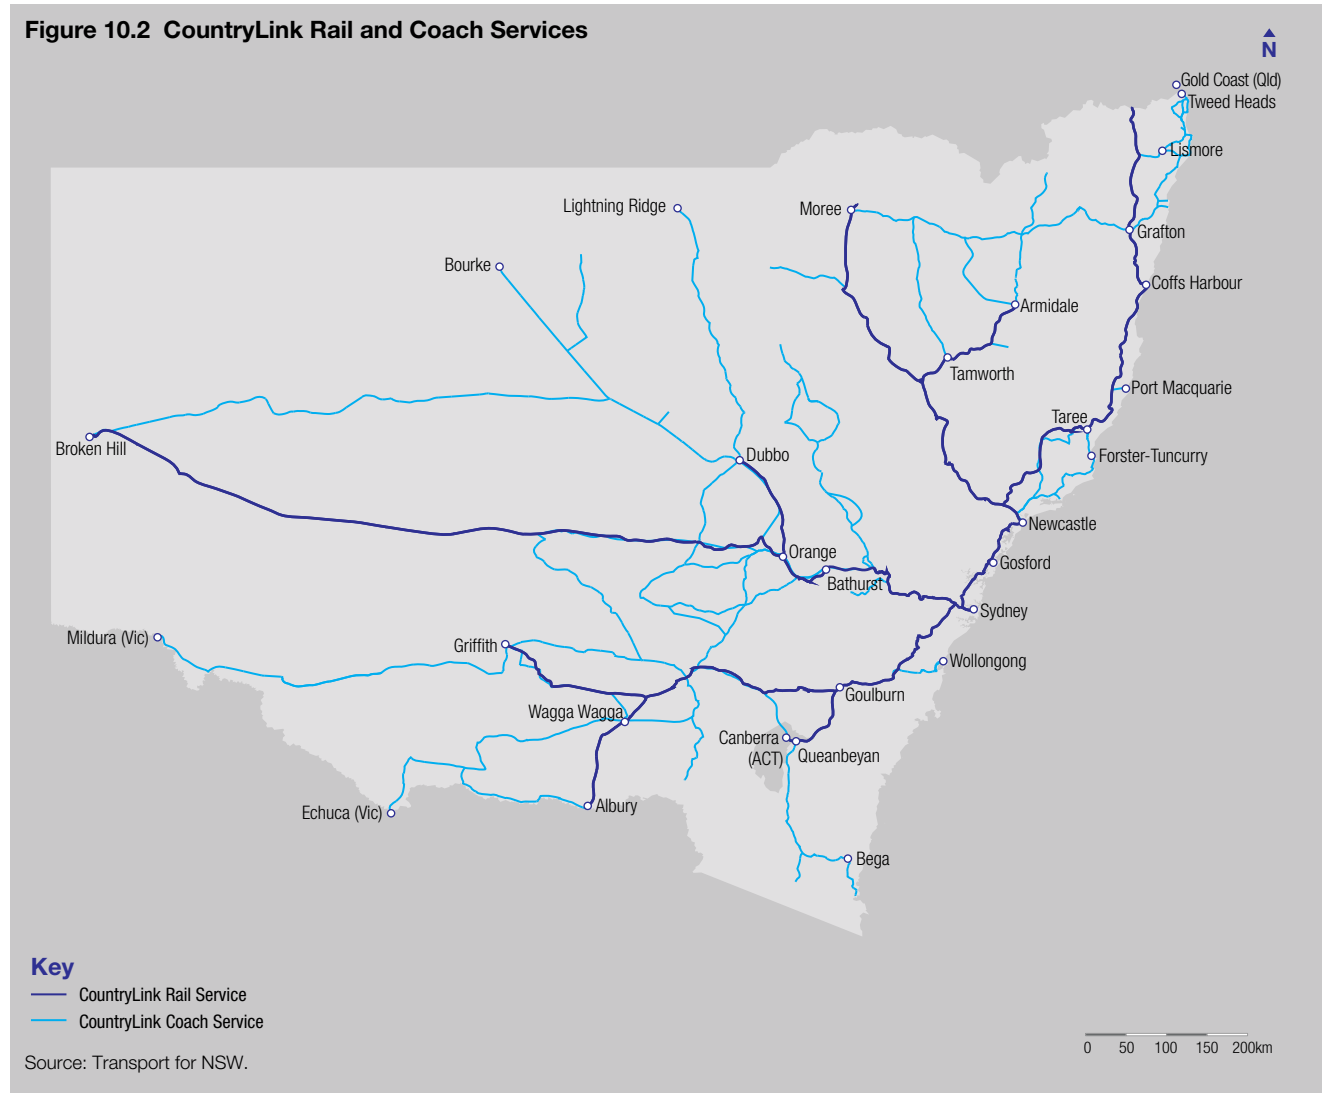 Figure 10.2 CountryLink Rail and Coach Services
N
Gold Coast (Qld)
Tweed Heads
Lismore
Lightning Ridge
Moree
Grafton
Bourke
Coffs Harbour
Armidale
Tamworth
Port Macquarie
Taree
Broken Hill
Dubbo
Forster-Tuncurry
Newcastle
Orange
Gosford
Bathurst
Sydney
Mildura (Vic)
Griffith
Wollongong
Goulburn
Wagga Wagga
Canberra
(ACT)
Queanbeyan
Echuca (Vic)
Albury
Bega
Key
CountryLink Rail Service
CountryLink Coach Service
0 50 100 150 200km
Source: Transport for NSW.